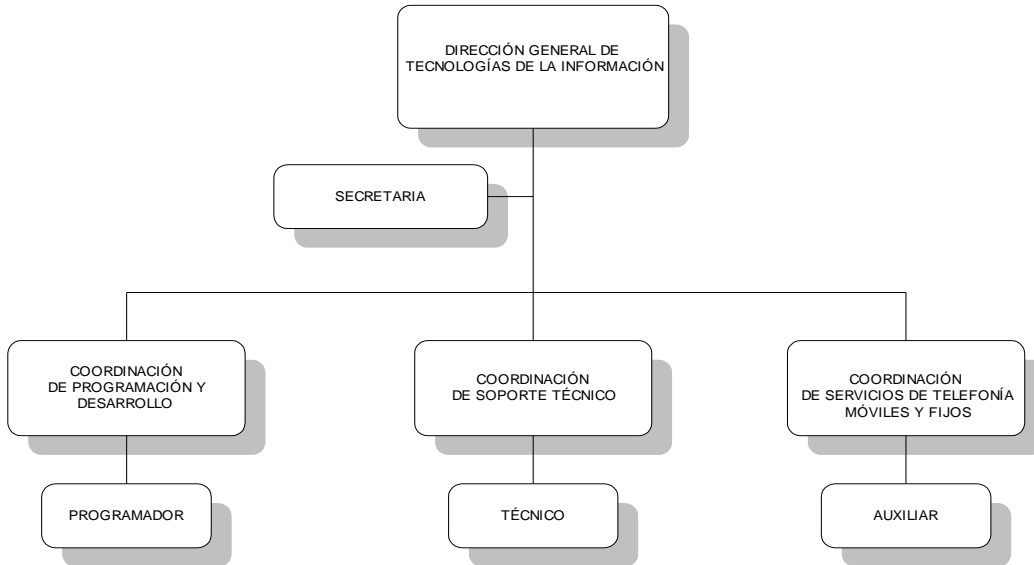 DIRECCIÓN GENERAL DE
TECNOLOGÍAS DE LA INFORMACIÓN
SECRETARIA
COORDINACIÓN
DE PROGRAMACIÓN Y
DESARROLLO
COORDINACIÓN
DE SOPORTE TÉCNICO
COORDINACIÓN
DE SERVICIOS DE TELEFONÍA
MÓVILES Y FIJOS
PROGRAMADOR
TÉCNICO
AUXILIAR